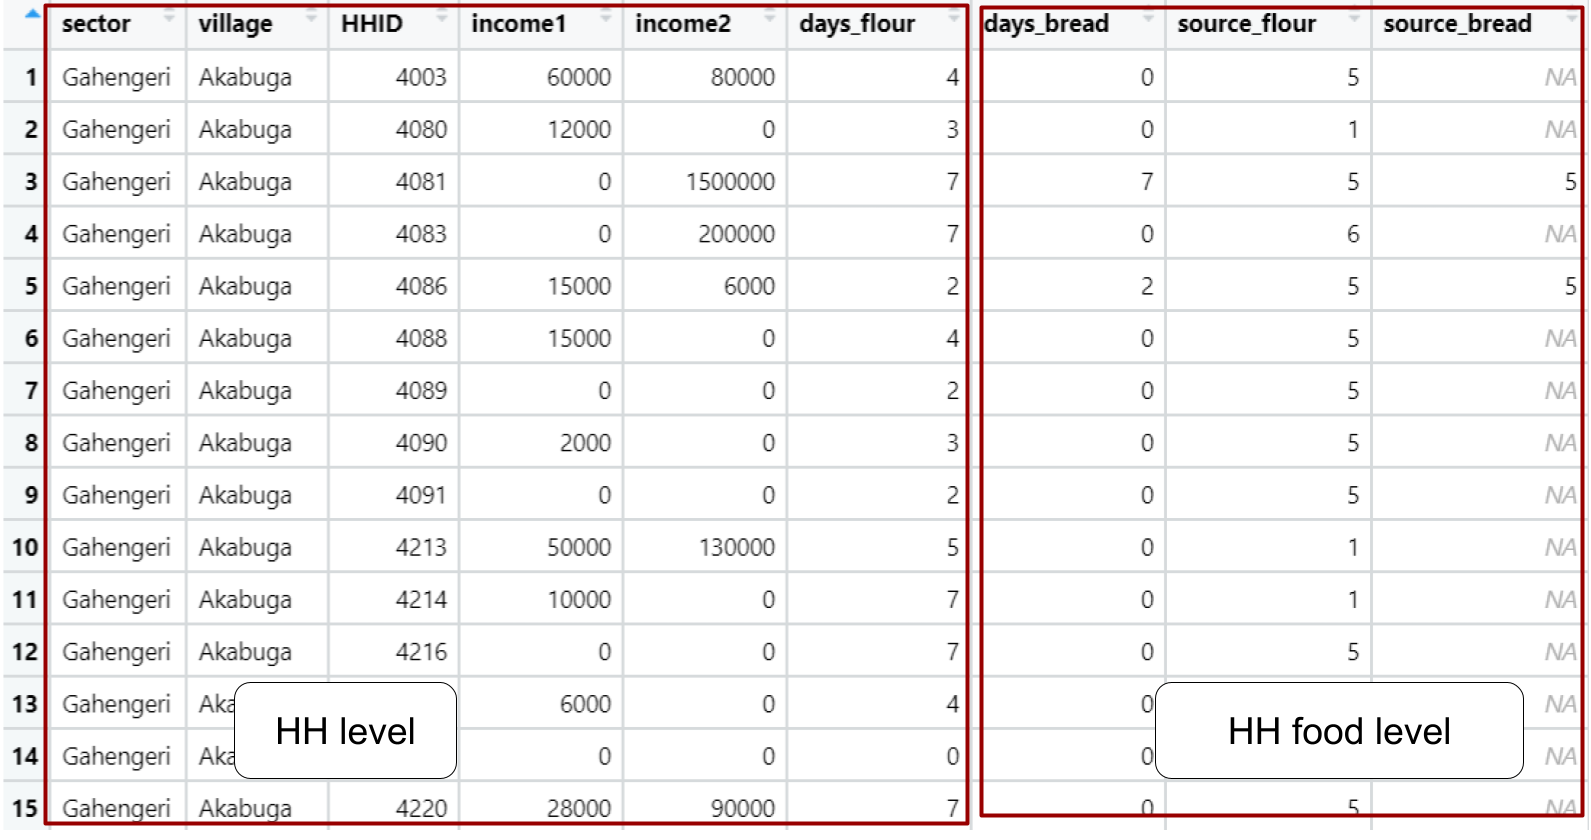 sector village HHID income1 income2 days_flour days_bread source_flour source_bread
1 Gahengeri Akabuga 4003 60000 80000 4 0 5 NA
2 Gahengeri Akabuga 4080 12000 0 3 0 1 NA
3 Gahengeri Akabuga 4081 0 1500000 7 7 5 5
4 Gahengeri Akabuga 4083 0 200000 7 0 6 NA
5 Gahengeri Akabuga 4086 15000 6000 2 2 5 5
6 Gahengeri Akabuga 4088 15000 0 4 0 5 NA
7 Gahengeri Akabuga 4089 0 0 2 0 5 NA
8 Gahengeri Akabuga 4090 2000 0 3 0 5 NA
9 Gahengeri Akabuga 4091 0 0 2 0 5 NA
10 Gahengeri Akabuga 4213 50000 130000 5 0 1 NA
11 Gahengeri Akabuga 4214 10000 0 7 0 1 NA
12 Gahengeri Akabuga 4216 0 0 7 0 5 NA
13 Gahengeri Aka 6000 0 4 0 NA
HH level HH food level
14 Gahengeri Aka 0 0 0 0 NA
15 Gahengeri Akabuga 4220 28000 90000 7 0 5 NA